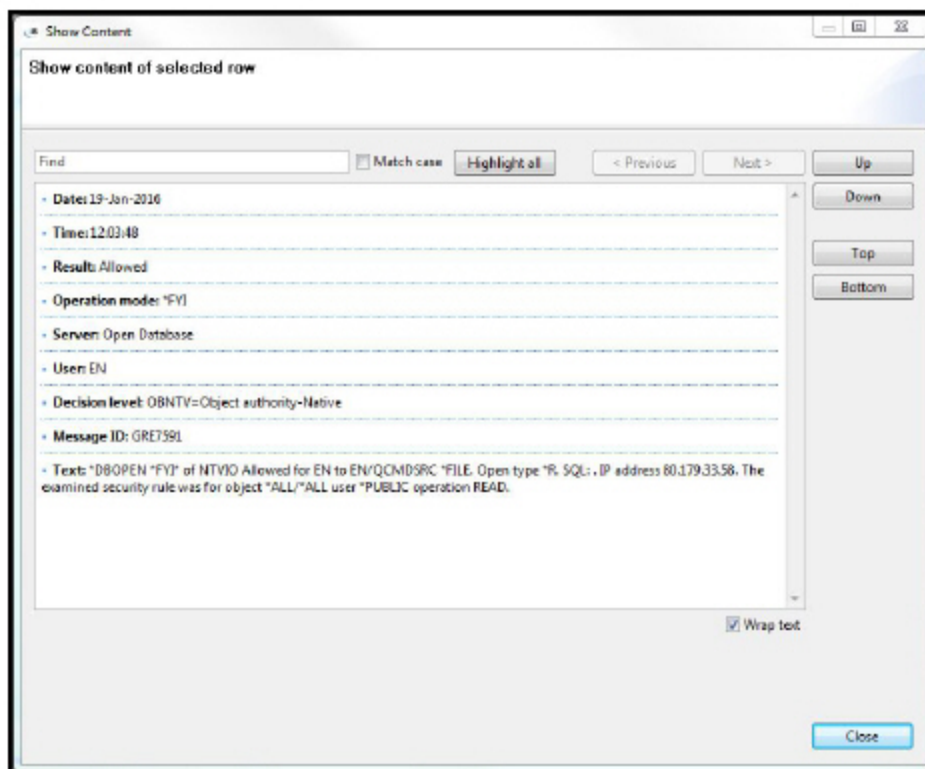 Show Content
Show content of selected row
Find Match case Highlight all < Previous Next > Up
Down
Top
Bottom
Date: 19-Jan-2016
Time: 12:03:48
Result: Allowed
Operation mode: *FYI
Server: Open Database
User: EN
Decision level: OBNTV=Object authority-Native
Message ID: GRE7591
Text: *DBOPEN *FYI* of NTVIO Allowed for EN to EN/QCMDSRC *FILE. Open type *R. SQL: . IP address 80.179.33.58. The
examined security rule was for object *ALL/*ALL user *PUBLIC operation READ.
Wrap text
Close